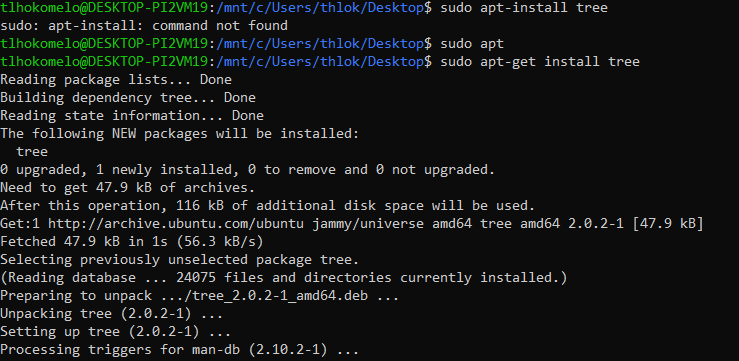 tlhokomelo@DESKTOP-PI2VM19:/mnt/c/Users/thlok/Desktop$ sudo apt-install tree
sudo: apt-install: command not found
tlhokomelo@DESKTOP-PI2VM19:/mnt/c/Users/thlok/Desktop$ sudo apt
tlhokomelo@DESKTOP-PI2VM19:/mnt/c/Users/thlok/Desktop$ sudo apt-get install tree
Reading package lists... Done
Building dependency tree... Done
Reading state information... Done
The following NEW packages will be installed:
  tree
0 upgraded, 1 newly installed, 0 to remove and 0 not upgraded.
Need to get 47.9 kB of archives.
After this operation, 116 kB of additional disk space will be used.
Get:1 http://archive.ubuntu.com/ubuntu jammy/universe amd64 tree amd64 2.0.2-1 [47.9 kB]
Fetched 47.9 kB in 1s (56.3 kB/s)
Selecting previously unselected package tree.
(Reading database ... 24075 files and directories currently installed.)
Preparing to unpack .../tree_2.0.2-1_amd64.deb ...
Unpacking tree (2.0.2-1) ...
Setting up tree (2.0.2-1) ...
Processing triggers for man-db (2.10.2-1) ...